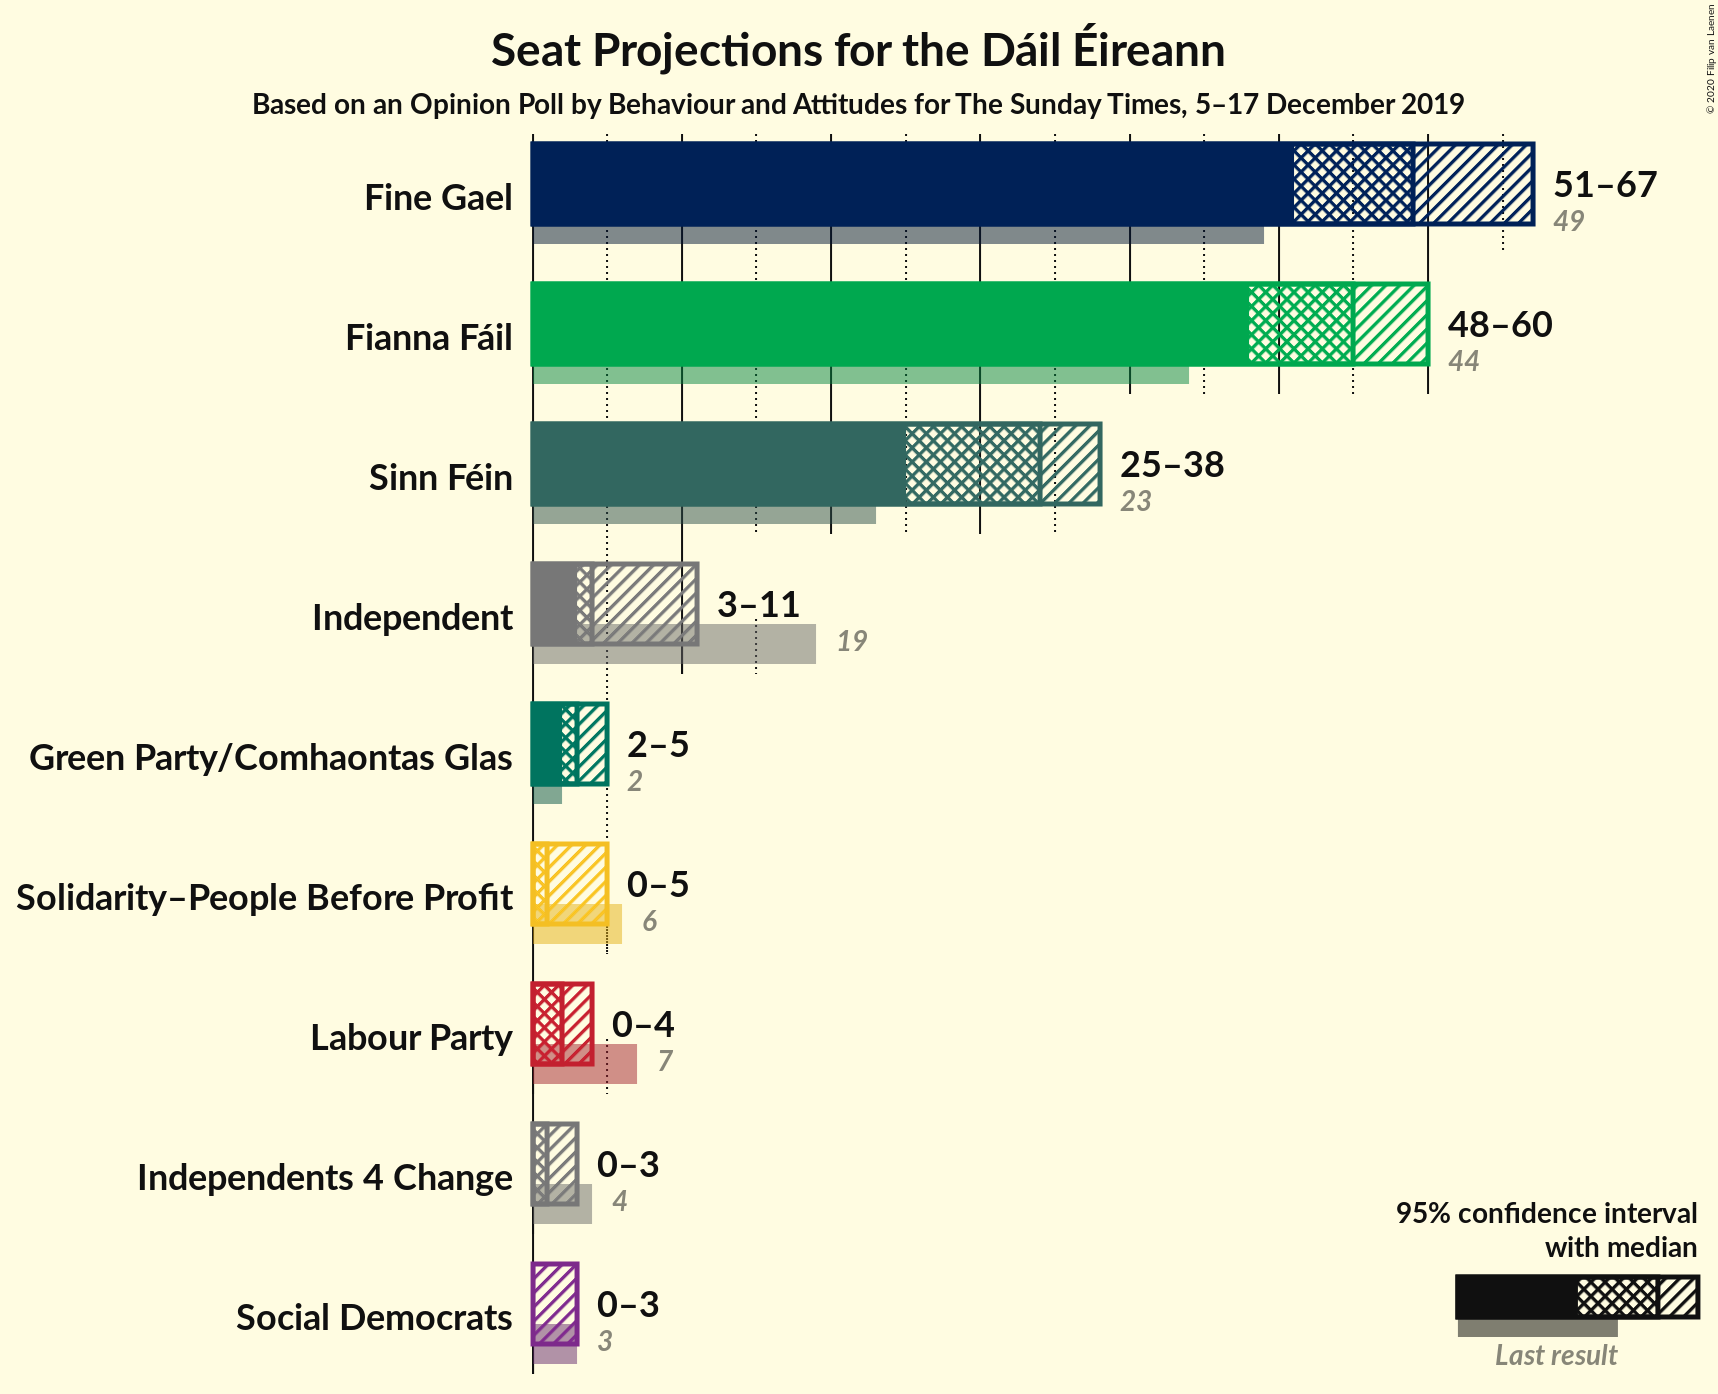 Seat Projections for the Dáil Éireann
Based on an Opinion Poll by Behaviour and Attitudes for The Sunday Times, 5–17 December 2019
© 2020 Filip van Laenen
Fine Gael
51–67
49
Fianna Fáil
48–60
44
Sinn Féin
25–38
23
Independent
3–11
19
Green Party/Comhaontas Glas
2–5
2
Solidarity–People Before Profit
0–5
6
Labour Party
0–4
7
Independents 4 Change
0–3
4
Social Democrats
0–3
3
95% confidence interval
with median
Last result